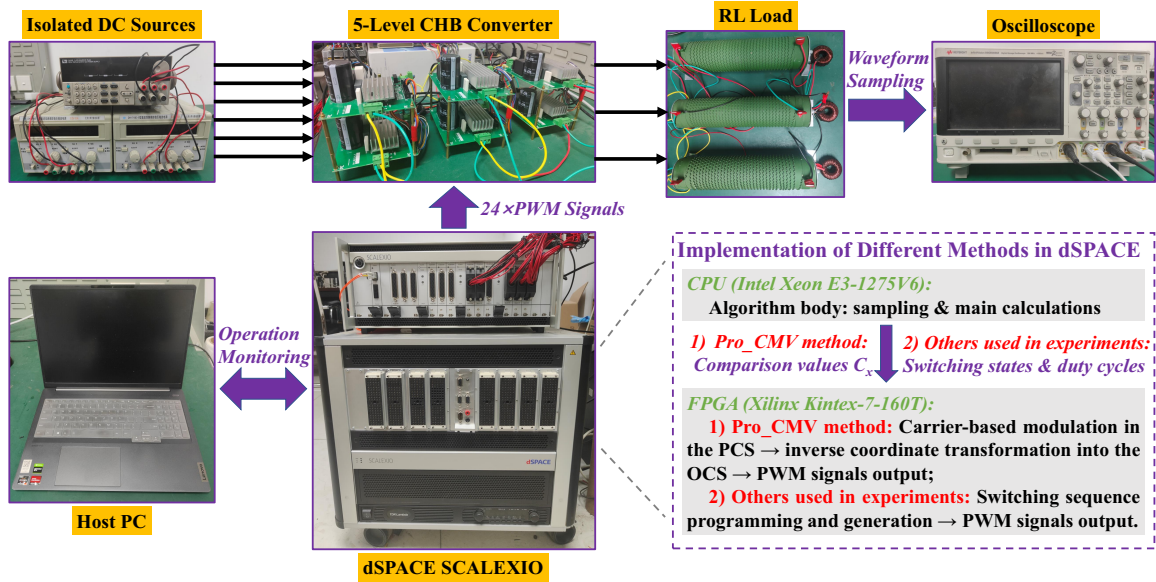 Isolated DC Sources
5-Level CHB Converter
RL Load
Oscilloscope
Waveform
Sampling
24×PWM Signals
SCALEXIO
Operation
Monitoring
Host PC
SCALEXIO
dSPACE
dSPACE SCALEXIO
Implementation of Different Methods in dSPACE
CPU (Intel Xeon E3-1275V6):
Algorithm body: sampling & main calculations
1) Pro_CMV method:
Comparison values Cₓ
2) Others used in experiments:
Switching states & duty cycles
FPGA (Xilinx Kintex-7-160T):
1) Pro_CMV method: Carrier-based modulation in
the PCS → inverse coordinate transformation into the
OCS → PWM signals output;
2) Others used in experiments: Switching sequence
programming and generation → PWM signals output.